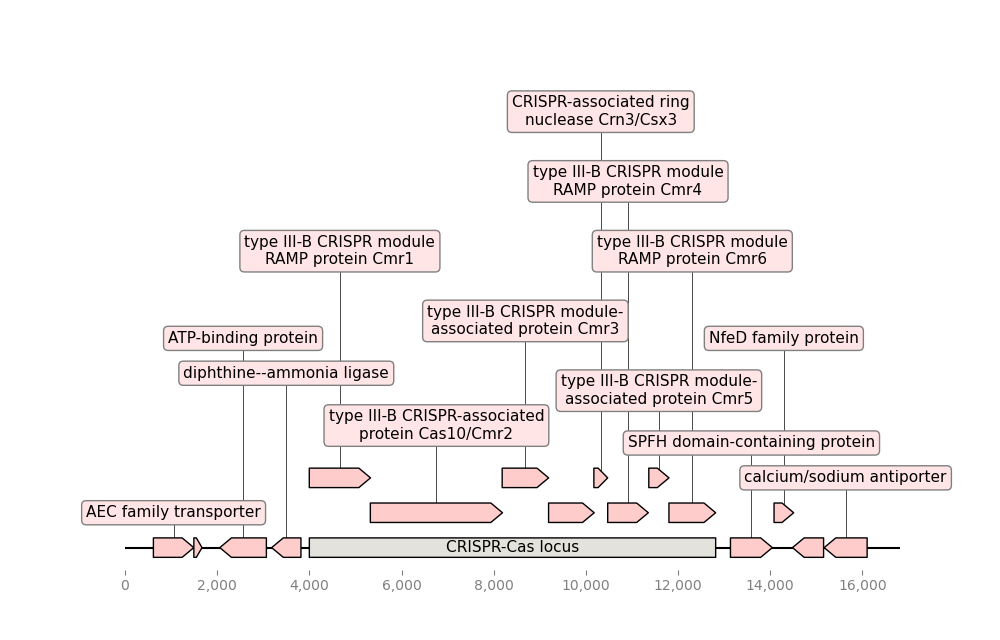 CRISPR-associated ring
nuclease Crn3/Csx3
type III-B CRISPR module
RAMP protein Cmr4
type III-B CRISPR module
RAMP protein Cmr1
type III-B CRISPR module
RAMP protein Cmr6
type III-B CRISPR module-
associated protein Cmr3
ATP-binding protein
NfeD family protein
diphthine--ammonia ligase
type III-B CRISPR module-
associated protein Cmr5
type III-B CRISPR-associated
protein Cas10/Cmr2
SPFH domain-containing protein
calcium/sodium antiporter
AEC family transporter
CRISPR-Cas locus
0 2,000 4,000 6,000 8,000 10,000 12,000 14,000 16,000